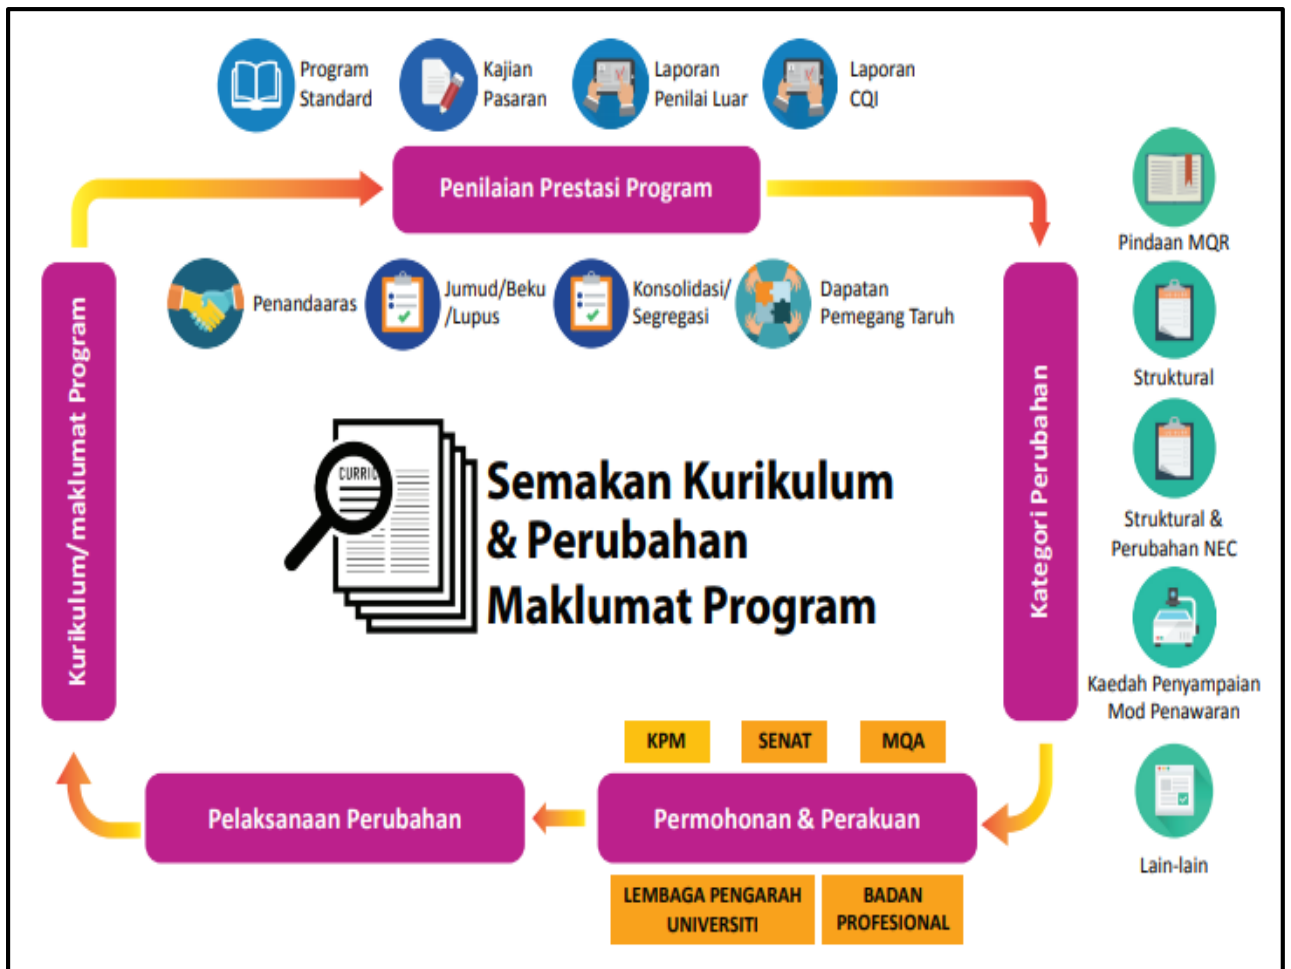 Program
Standard
Kajian
Pasaran
Laporan
Penilai Luar
Laporan
CQI
Penilaian Prestasi Program
Penandaaras
Jumud/Beku
/Lupus
Konsolidasi/
Segregasi
Dapatan
Pemegang Taruh
Kurikulum/maklumat Program
CURRIC
Semakan Kurikulum
& Perubahan
Maklumat Program
Kategori Perubahan
Pindaan MQR
Struktural
Struktural &
Perubahan NEC
Kaedah Penyampaian
Mod Penawaran
Lain-lain
KPM
SENAT
MQA
Permohonan & Perakuan
LEMBAGA PENGARAH
UNIVERSITI
BADAN
PROFESIONAL
Pelaksanaan Perubahan